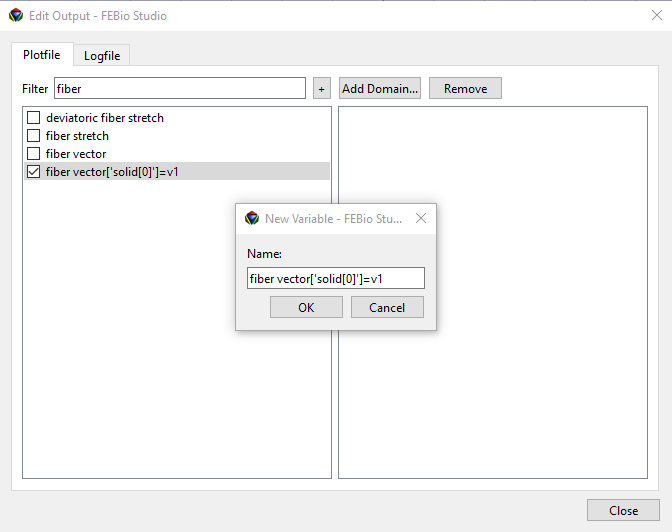 Edit Output - FEBio Studio
Plotfile
Logfile
Filter fiber + Add Domain... Remove
deviatoric fiber stretch
fiber stretch
fiber vector
fiber vector['solid[0]']=v1
New Variable - FEBio Stu...
Name:
fiber vector['solid[0]']=v1
OK Cancel
Close